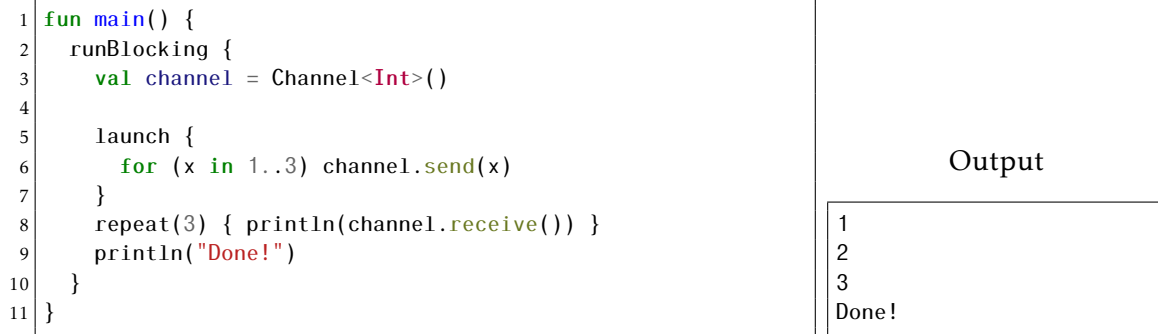 1 fun main() {
2   runBlocking {
3     val channel = Channel<Int>()
4
5     launch {
6       for (x in 1..3) channel.send(x)
7     }
8     repeat(3) { println(channel.receive()) }
9     println("Done!")
10   }
11 }
Output
1
2
3
Done!